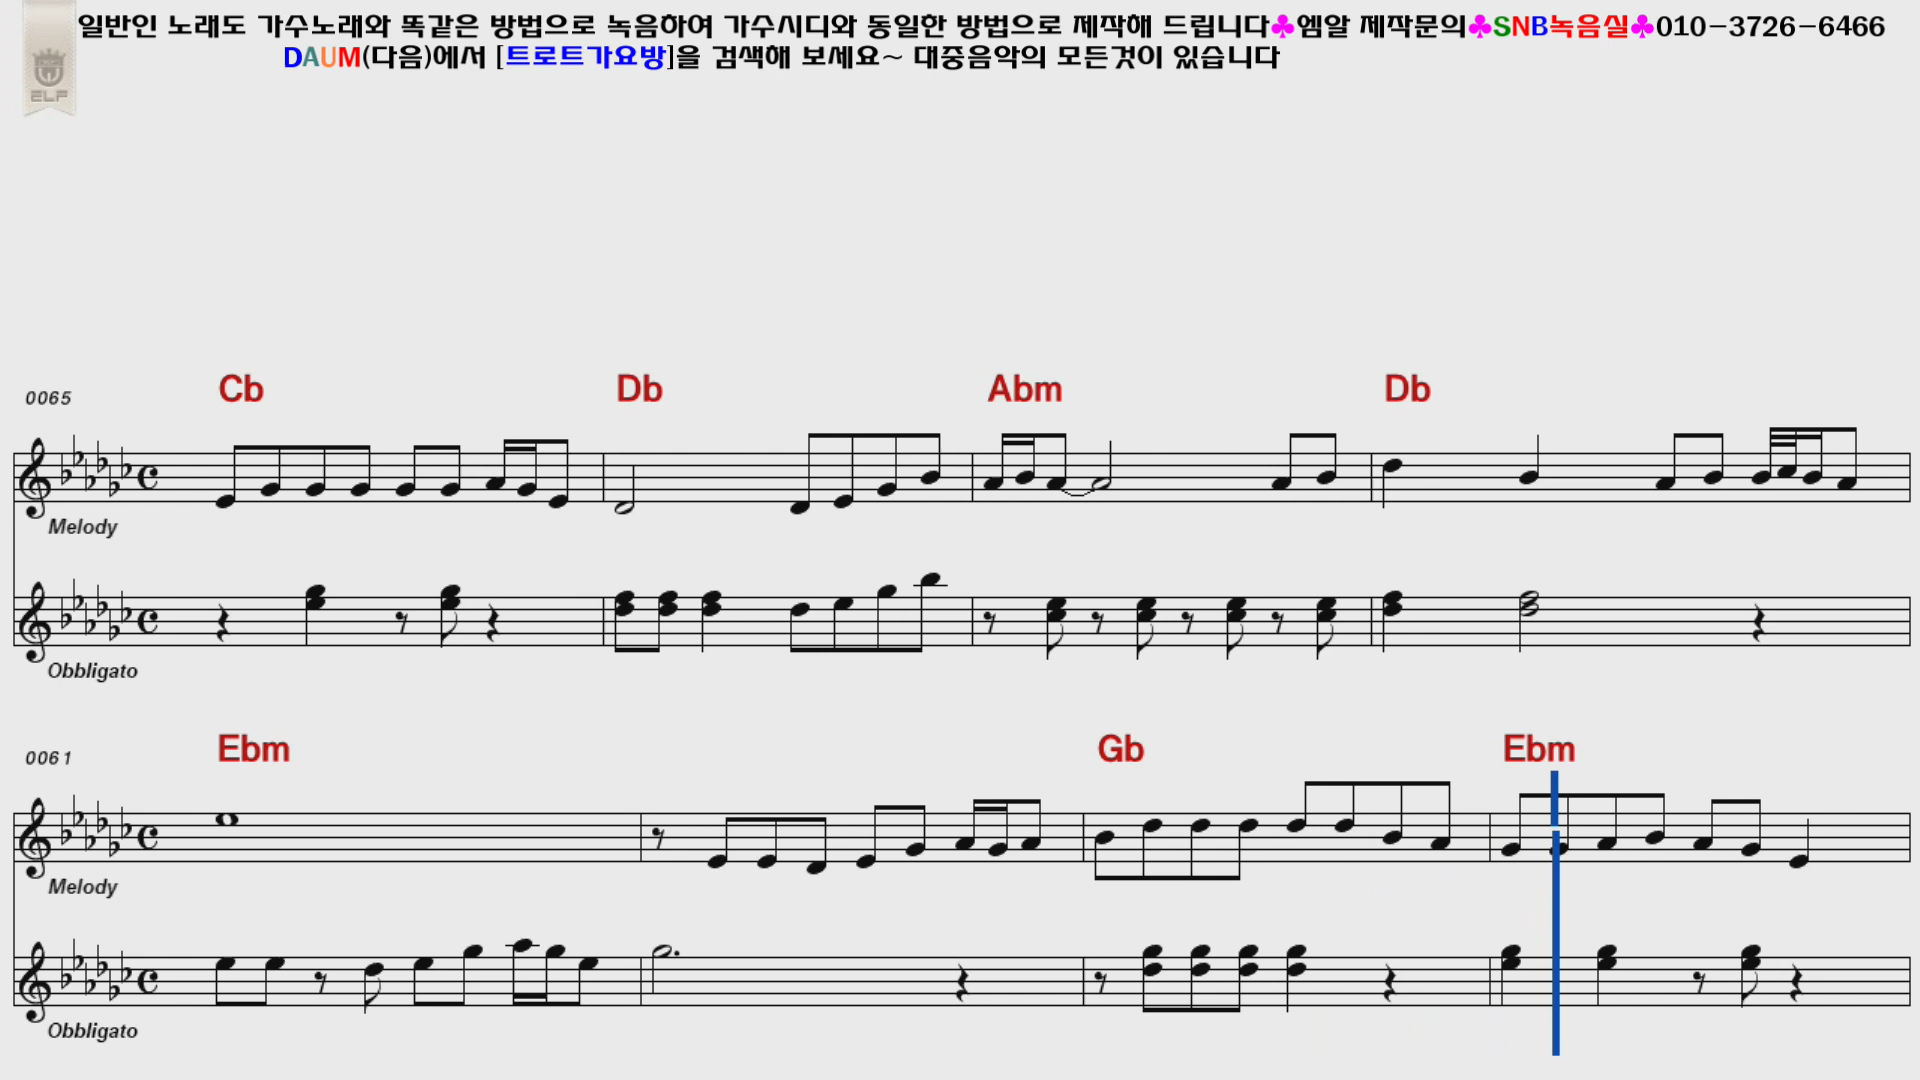 일반인 노래도 가수노래와 똑같은 방법으로 녹음하여 가수시디와 동일한 방법으로 제작해 드립니다♣엠알 제작문의♣SNB녹음실♣010-3726-6466
DAUM(다음)에서 [트로트가요방]을 검색해 보세요~ 대중음악의 모든것이 있습니다
ELF
0065 Cb Db Abm Db
Melody
Obbligato
0061 Ebm Gb Ebm
Melody
Obbligato